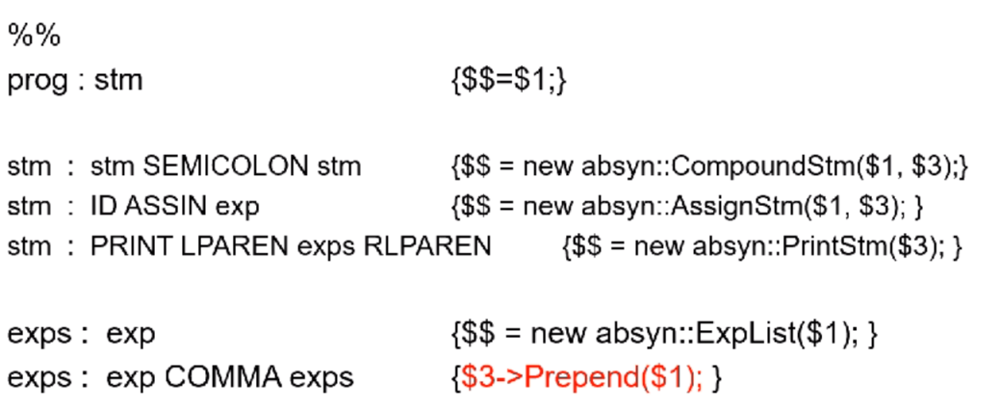 %%
prog : stm {$$=$1;}
stm : stm SEMICOLON stm {$$ = new absyn::CompoundStm($1, $3);}
stm : ID ASSIN exp {$$ = new absyn::AssignStm($1, $3); }
stm : PRINT LPAREN exps RLPAREN {$$ = new absyn::PrintStm($3); }
exps : exp {$$ = new absyn::ExpList($1); }
exps : exp COMMA exps {$3->Prepend($1); }